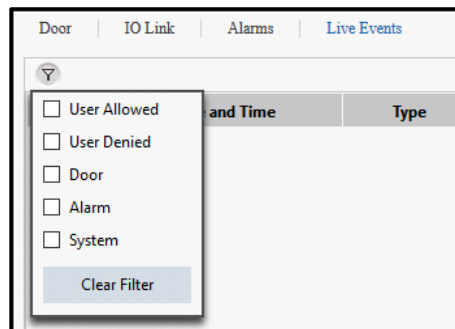 Door IO Link Alarms Live Events
and Time Type
User Allowed
User Denied
Door
Alarm
System
Clear Filter